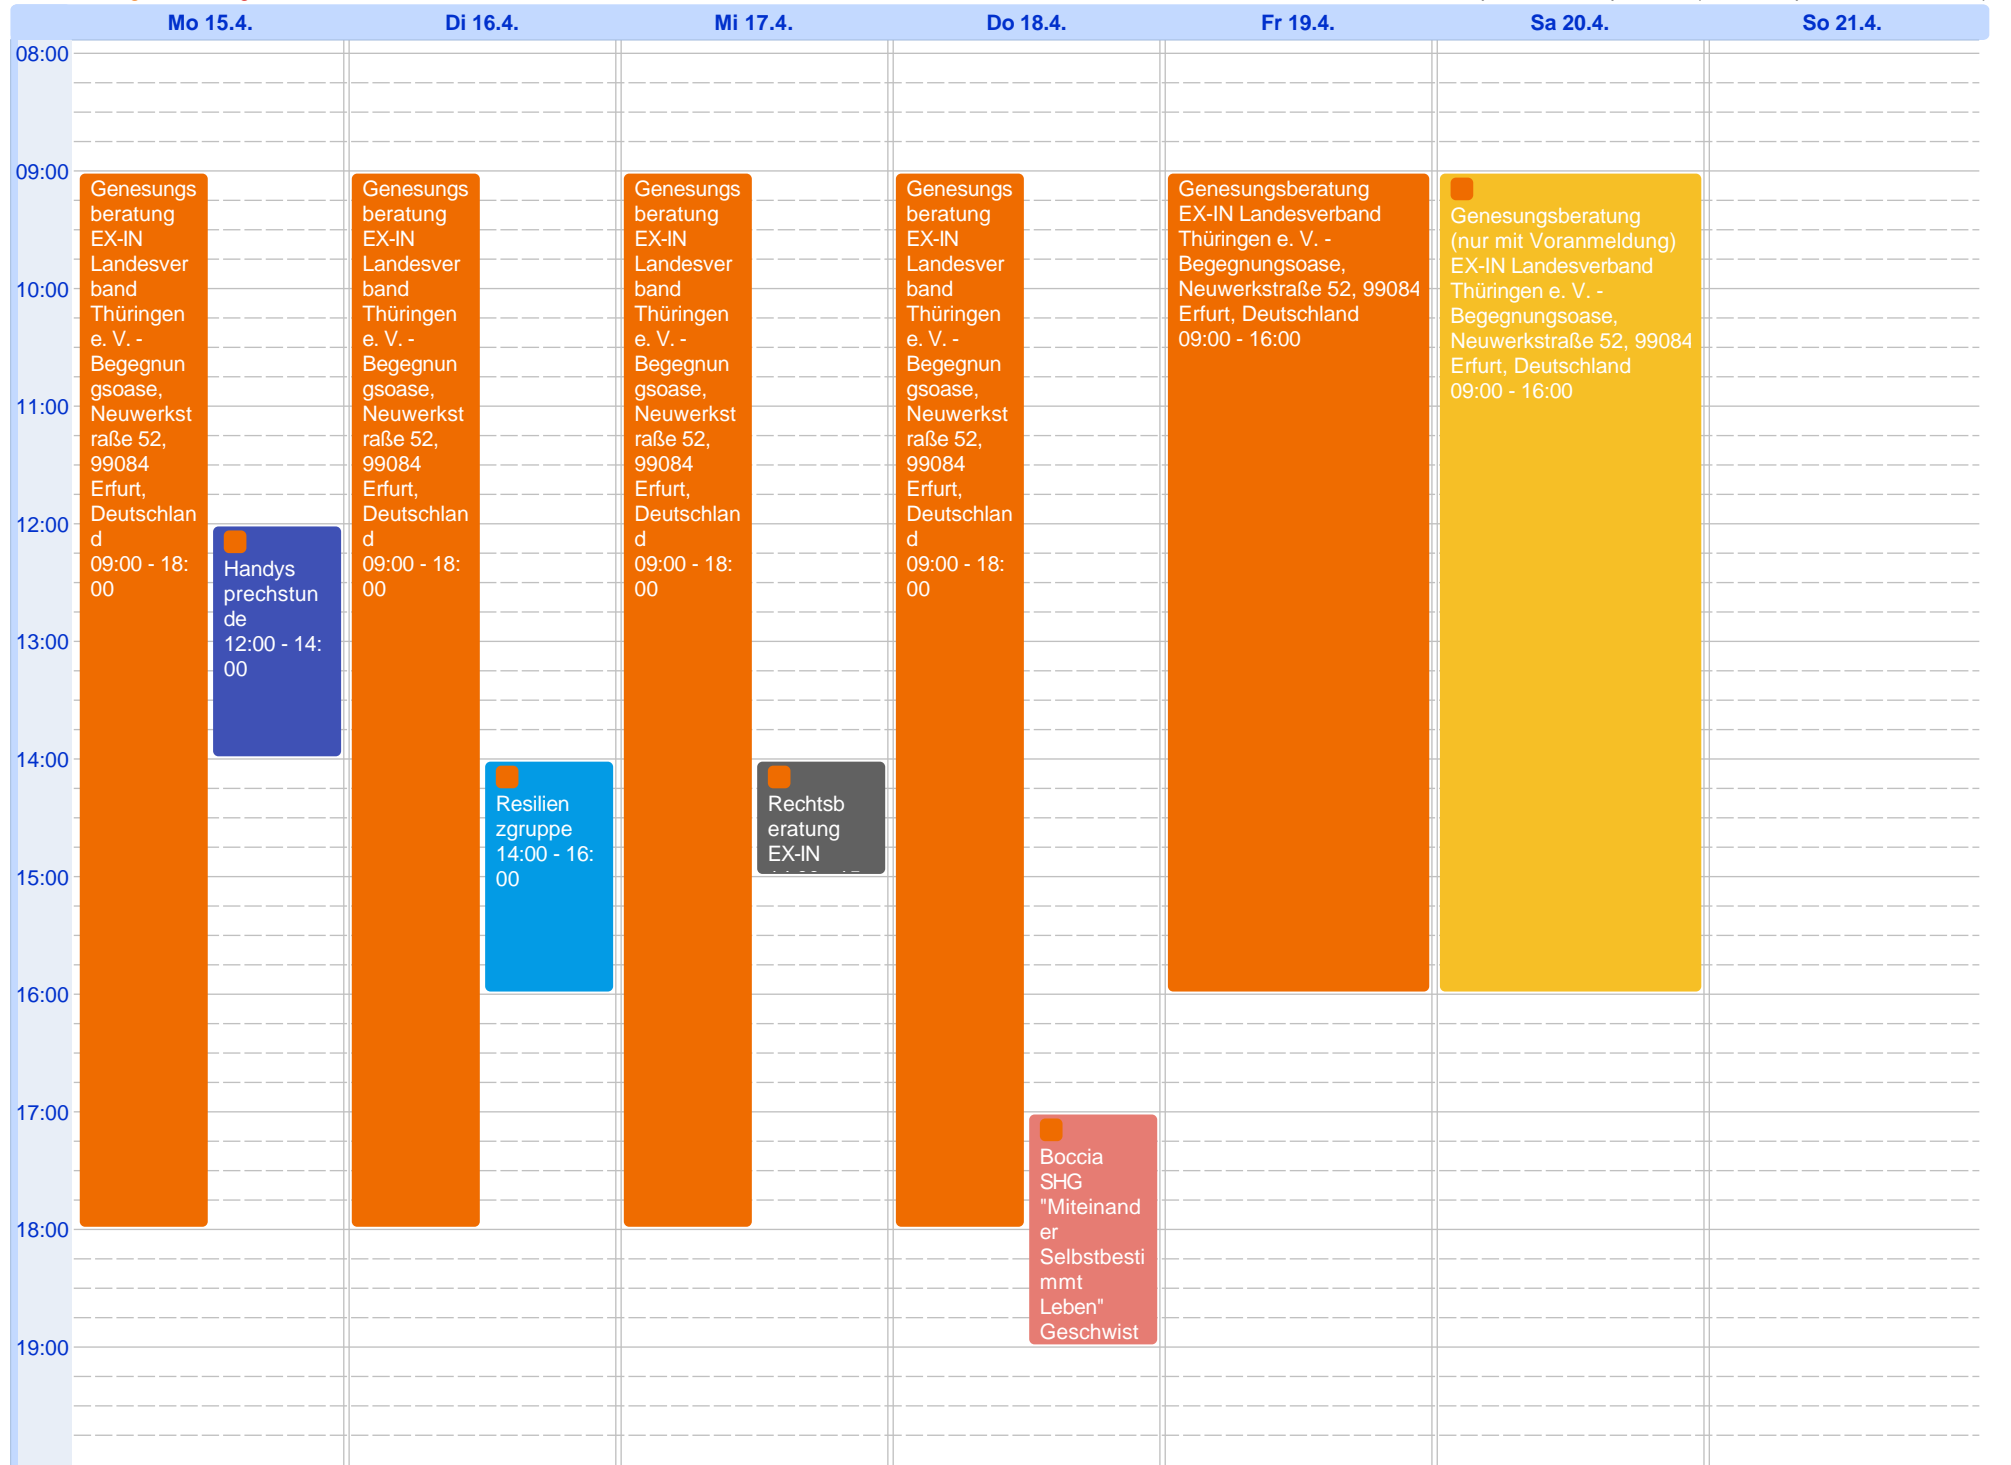 Mo 15.4.
Di 16.4.
Mi 17.4.
Do 18.4.
Fr 19.4.
Sa 20.4.
So 21.4.
08:00
09:00
10:00
11:00
12:00
13:00
14:00
15:00
16:00
17:00
18:00
19:00
Genesungs
beratung
EX-IN
Landesver
band
Thüringen
e. V. -
Begegnun
gsoase,
Neuwerkst
raße 52,
99084
Erfurt,
Deutschlan
d
09:00 - 18:
00
Handys
prechstun
de
12:00 - 14:
00
Genesungs
beratung
EX-IN
Landesver
band
Thüringen
e. V. -
Begegnun
gsoase,
Neuwerkst
raße 52,
99084
Erfurt,
Deutschlan
d
09:00 - 18:
00
Resilien
zgruppe
14:00 - 16:
00
Genesungs
beratung
EX-IN
Landesver
band
Thüringen
e. V. -
Begegnun
gsoase,
Neuwerkst
raße 52,
99084
Erfurt,
Deutschlan
d
09:00 - 18:
00
Rechtsb
eratung
EX-IN
Genesungs
beratung
EX-IN
Landesver
band
Thüringen
e. V. -
Begegnun
gsoase,
Neuwerkst
raße 52,
99084
Erfurt,
Deutschlan
d
09:00 - 18:
00
Boccia
SHG
"Miteinand
er
Selbstbesti
mmt
Leben"
Geschwist
Genesungsberatung
EX-IN Landesverband
Thüringen e. V. -
Begegnungsoase,
Neuwerkstraße 52, 99084
Erfurt, Deutschland
09:00 - 16:00
Genesungsberatung
(nur mit Voranmeldung)
EX-IN Landesverband
Thüringen e. V. -
Begegnungsoase,
Neuwerkstraße 52, 99084
Erfurt, Deutschland
09:00 - 16:00